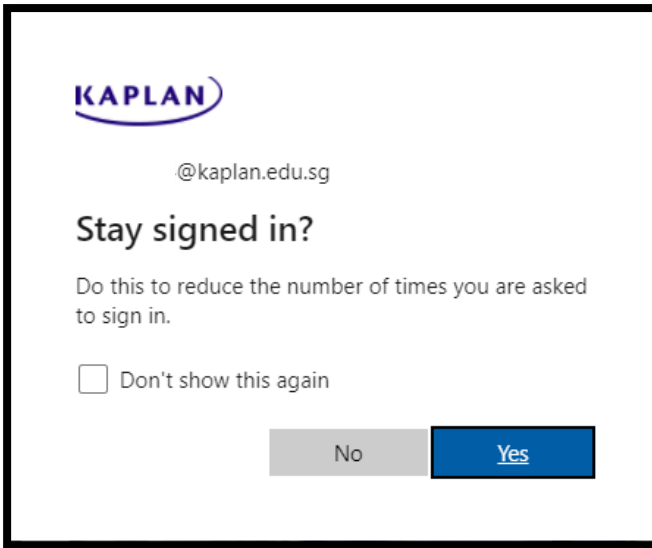 KAPLAN
@kaplan.edu.sg
Stay signed in?
Do this to reduce the number of times you are asked
to sign in.
Don't show this again
No
Yes